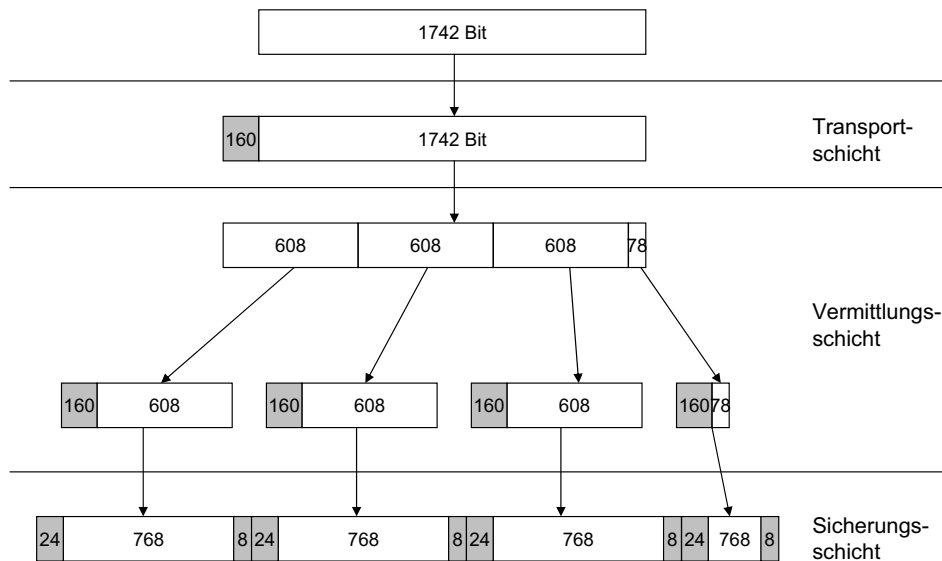 1742 Bit
160 1742 Bit
Transport-
schicht
608 608 608 78
Vermittlungs-
schicht
160 608 160 608 160 608 160 78
24 768 8 24 768 8 24 768 8 24 768 8
Sicherungs-
schicht